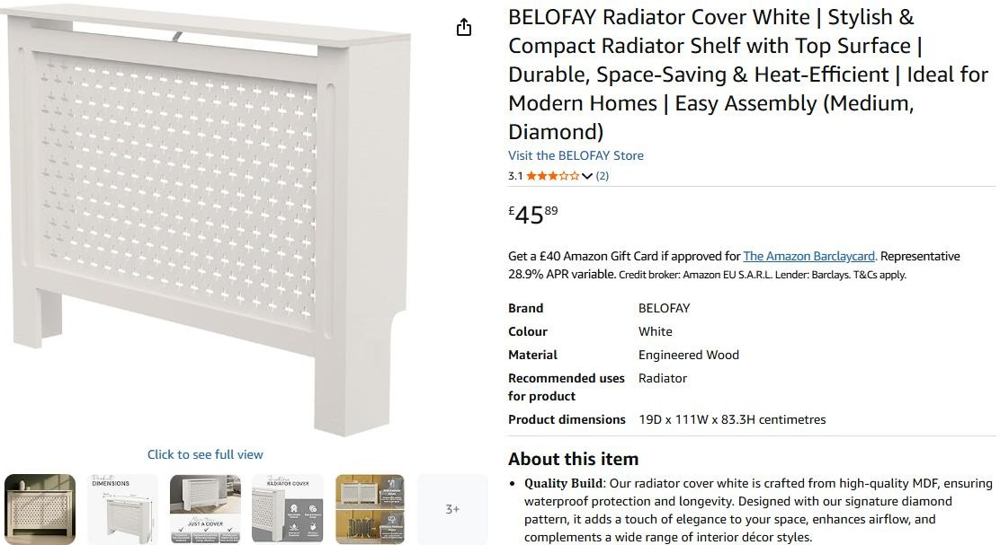 BELOFAY Radiator Cover White | Stylish &
Compact Radiator Shelf with Top Surface |
Durable, Space-Saving & Heat-Efficient | Ideal for
Modern Homes | Easy Assembly (Medium,
Diamond)
Visit the BELOFAY Store
3.1 (2)
£45 89
Get a £40 Amazon Gift Card if approved for The Amazon Barclaycard. Representative
28.9% APR variable. Credit broker: Amazon EU S.A.R.L. Lender: Barclays. T&Cs apply.
Brand BELOFAY
Colour White
Material Engineered Wood
Recommended uses Radiator
for product
Product dimensions 19D x 111W x 83.3H centimetres
About this item
• Quality Build: Our radiator cover white is crafted from high-quality MDF, ensuring
waterproof protection and longevity. Designed with our signature diamond
pattern, it adds a touch of elegance to your space, enhances airflow, and
complements a wide range of interior décor styles.
Click to see full view
DIMENSIONS
JUST A COVER
RADIATOR COVER
3+